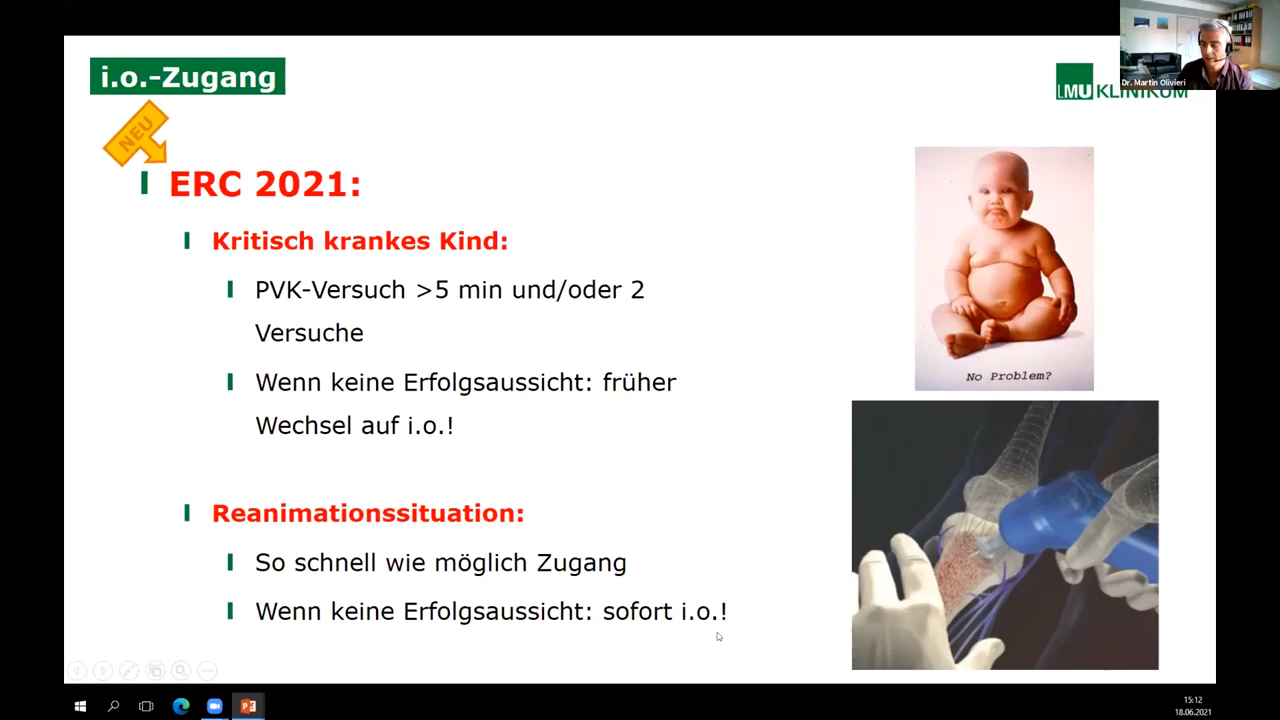 i.o.-Zugang
NEU
LMU KLINIKUM
Dr. Martin Olivieri
ERC 2021:
Kritisch krankes Kind:
PVK-Versuch >5 min und/oder 2
Versuche
Wenn keine Erfolgsaussicht: früher
Wechsel auf i.o.!
No Problem?
Reanimationssituation:
So schnell wie möglich Zugang
Wenn keine Erfolgsaussicht: sofort i.o.!
15:12
18.06.2021